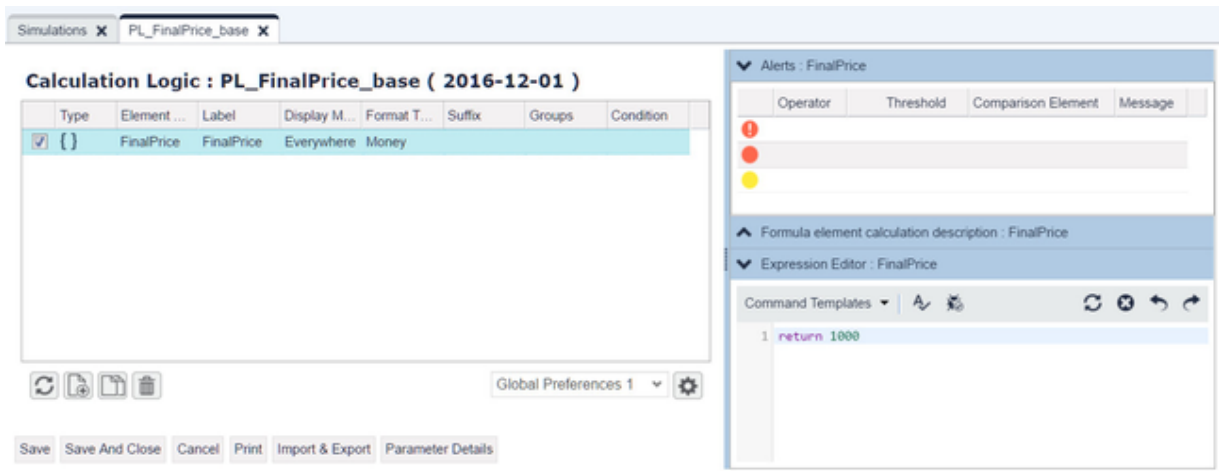 Simulations X PL_FinalPrice_base X
Calculation Logic : PL_FinalPrice_base ( 2016-12-01 )
Type Element ... Label Display M... Format T... Suffix Groups Condition
{ } FinalPrice FinalPrice Everywhere Money
Global Preferences 1
Save Save And Close Cancel Print Import & Export Parameter Details
Alerts : FinalPrice
Operator Threshold Comparison Element Message
Formula element calculation description : FinalPrice
Expression Editor : FinalPrice
Command Templates
1 return 1000